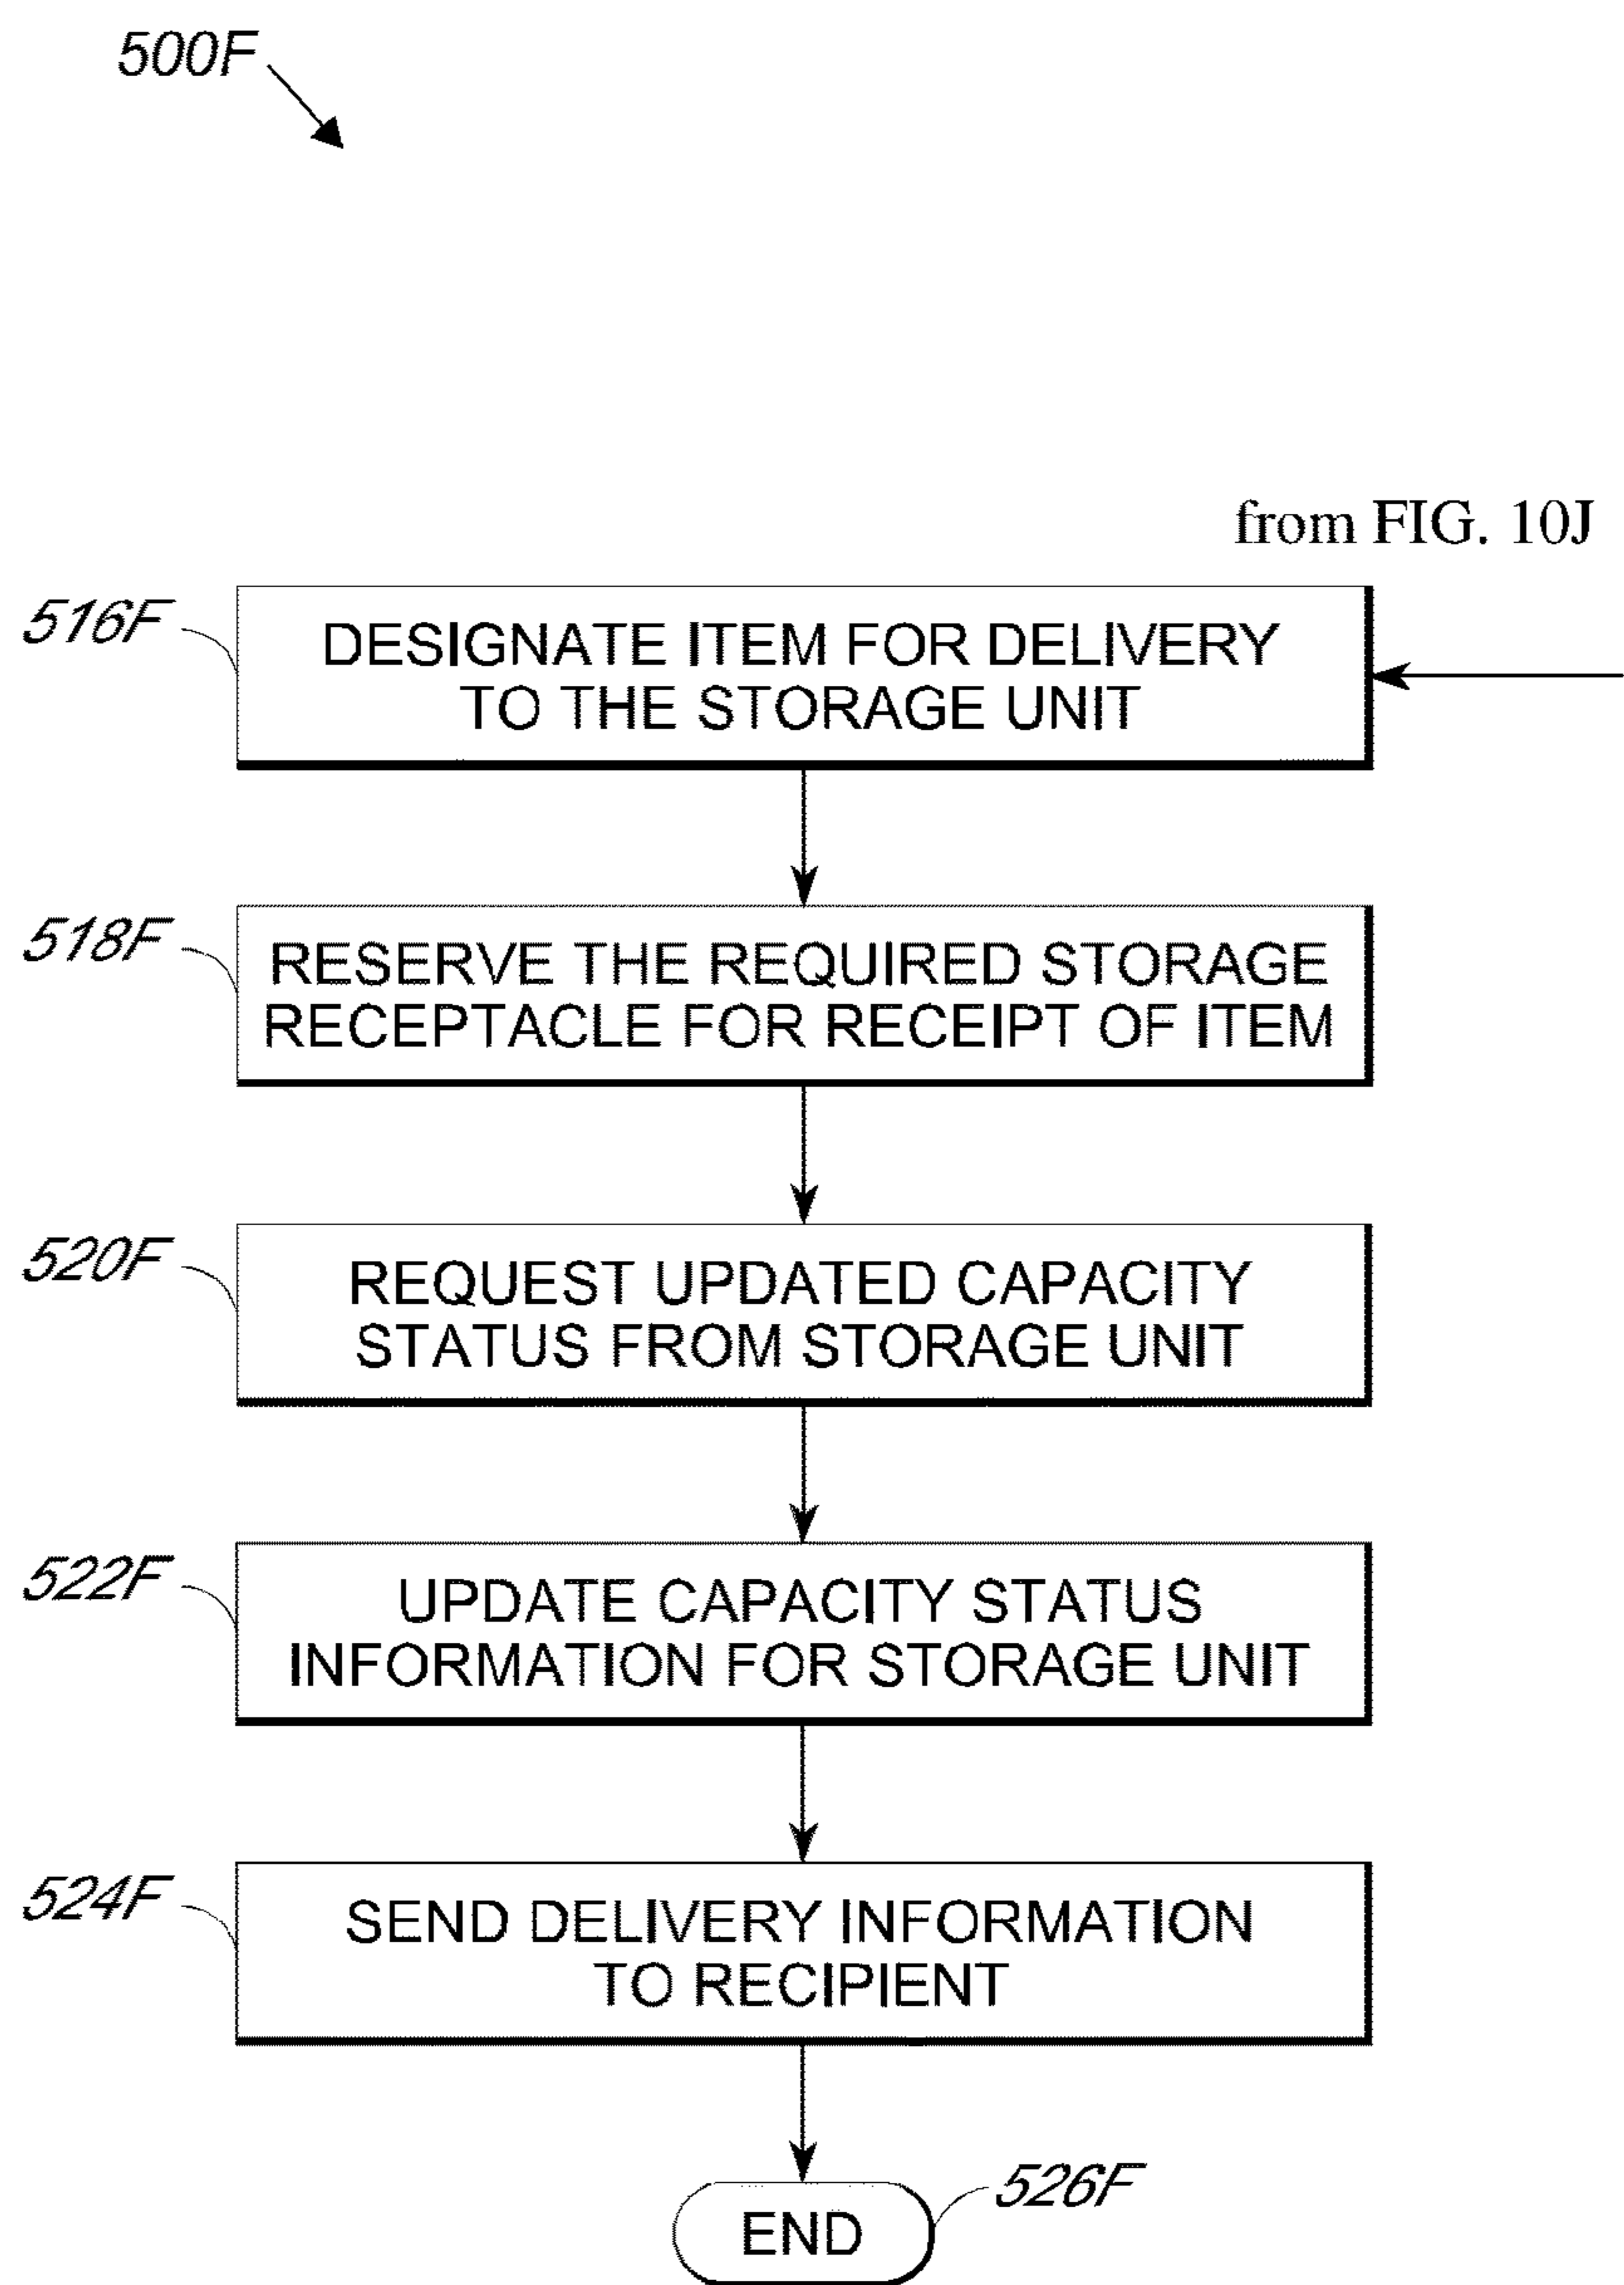 500F
from FIG. 10J
516F
DESIGNATE ITEM FOR DELIVERY
TO THE STORAGE UNIT
518F
RESERVE THE REQUIRED STORAGE
RECEPTACLE FOR RECEIPT OF ITEM
520F
REQUEST UPDATED CAPACITY
STATUS FROM STORAGE UNIT
522F
UPDATE CAPACITY STATUS
INFORMATION FOR STORAGE UNIT
524F
SEND DELIVERY INFORMATION
TO RECIPIENT
526F
END